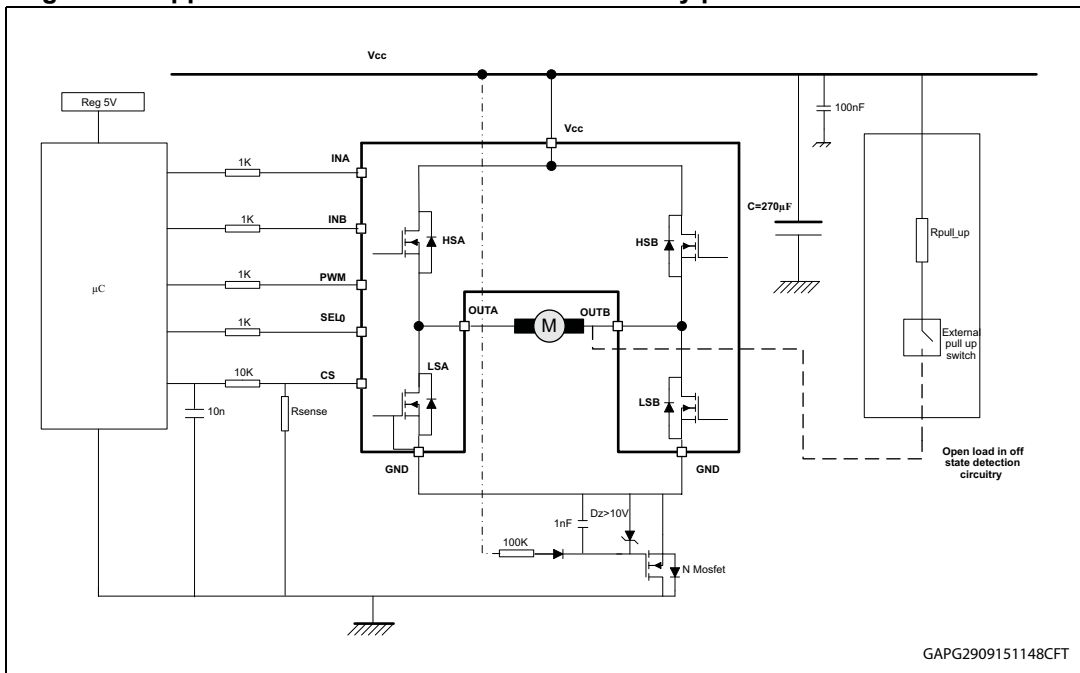 Vcc
Reg 5V
100nF
Vcc
1K
INA
C=270µF
1K
INB
HSA
HSB
Rpull_up
µC
1K
PWM
OUTA
M
OUTB
1K
SEL0
External
pull up
switch
LSA
10K
CS
LSB
10n
Rsense
GND
GND
Open load in off
state detection
circuitry
Dz>10V
1nF
100K
N Mosfet
GAPG2909151148CFT